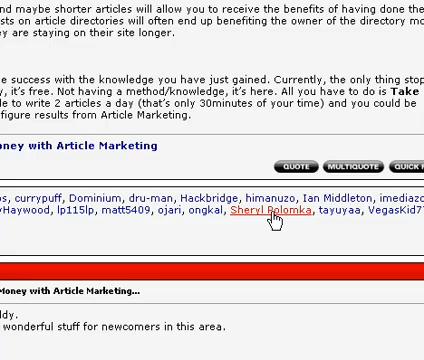 nd maybe shorter articles will allow you to receive the benefits of having done the
sts on article directories will often end up benefiting the owner of the directory mo
ey are staying on their site longer.
e success with the knowledge you have just gained. Currently, the only thing stop
y, it's free. Not having a method/knowledge, it's here. All you have to do is Take
le to write 2 articles a day (that's only 30minutes of your time) and you could be
figure results from Article Marketing.
oney with Article Marketing
QUOTE MULTIQUOTE QUICK
os, currypuff, Dominium, dru-man, Hackbridge, himanuzo, Ian Middleton, imediazo
yHaywood, lp115lp, matt5409, ojari, ongkal, Sheryl Polomka, tayuyaa, VegasKid77
Money with Article Marketing...
ddy.
wonderful stuff for newcomers in this area.